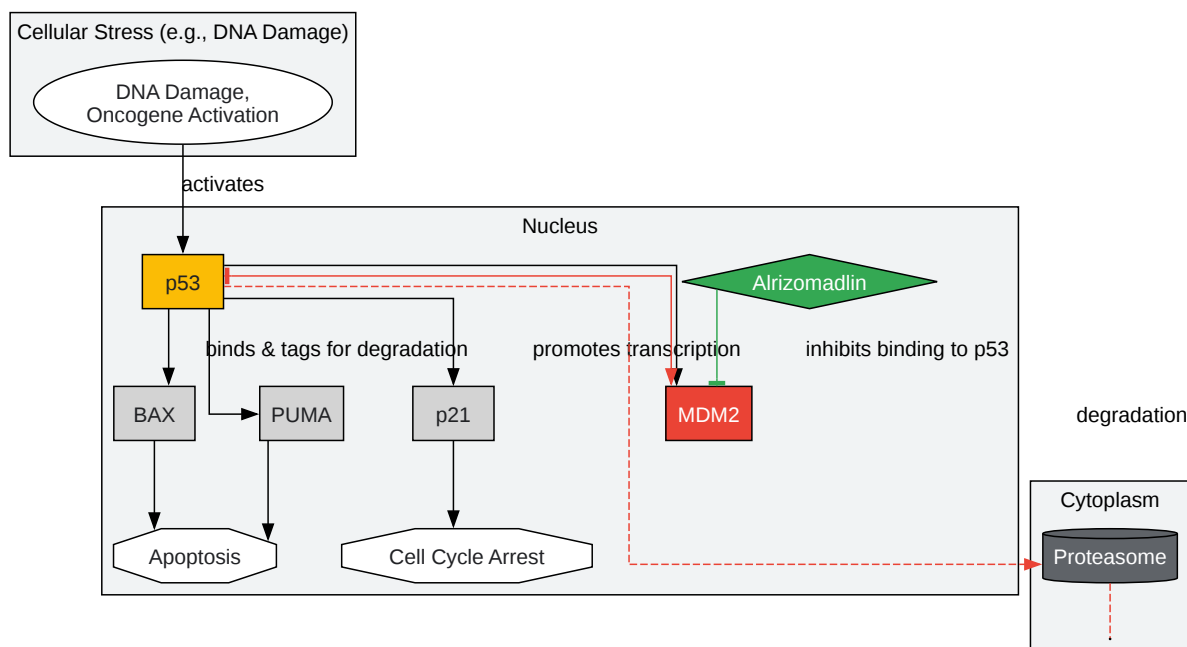 Cellular Stress (e.g., DNA Damage)
DNA Damage,
Oncogene Activation
activates
Nucleus
p53
Alrizomadlin
binds & tags for degradation
promotes transcription
inhibits binding to p53
BAX
PUMA
p21
MDM2
degradation
Cytoplasm
Apoptosis
Cell Cycle Arrest
Proteasome